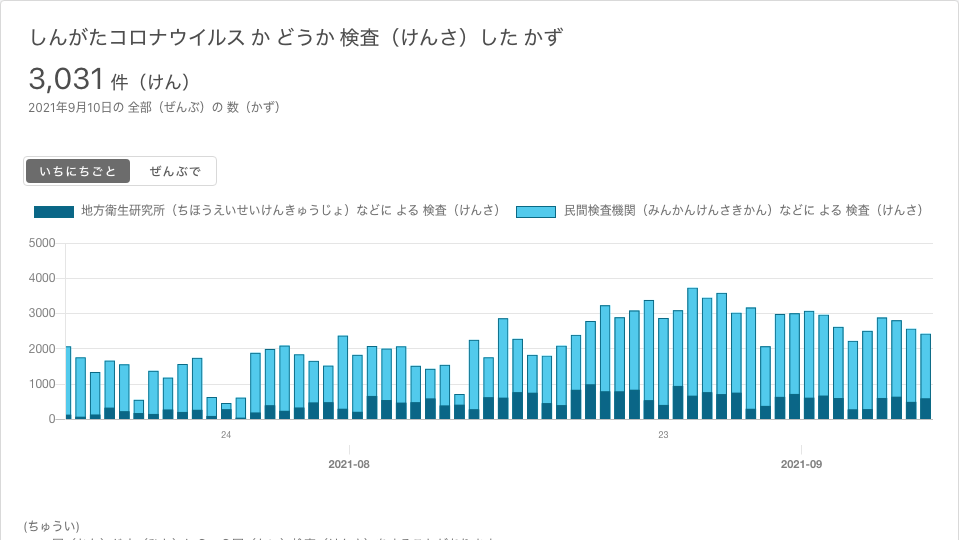 しんがたコロナウイルス か どうか 検査（けんさ）した かず
3,031 件（けん）
2021年9月10日の 全部（ぜんぶ）の 数（かず）
いちにちごと ぜんぶで
地方衛生研究所（ちほうえいせいけんきゅうじょ）などに よる 検査（けんさ） 民間検査機関（みんかんけんさきかん）などに よる 検査（けんさ）
5000
4000
3000
2000
1000
0
24 23
2021-08 2021-09
(ちゅうい)